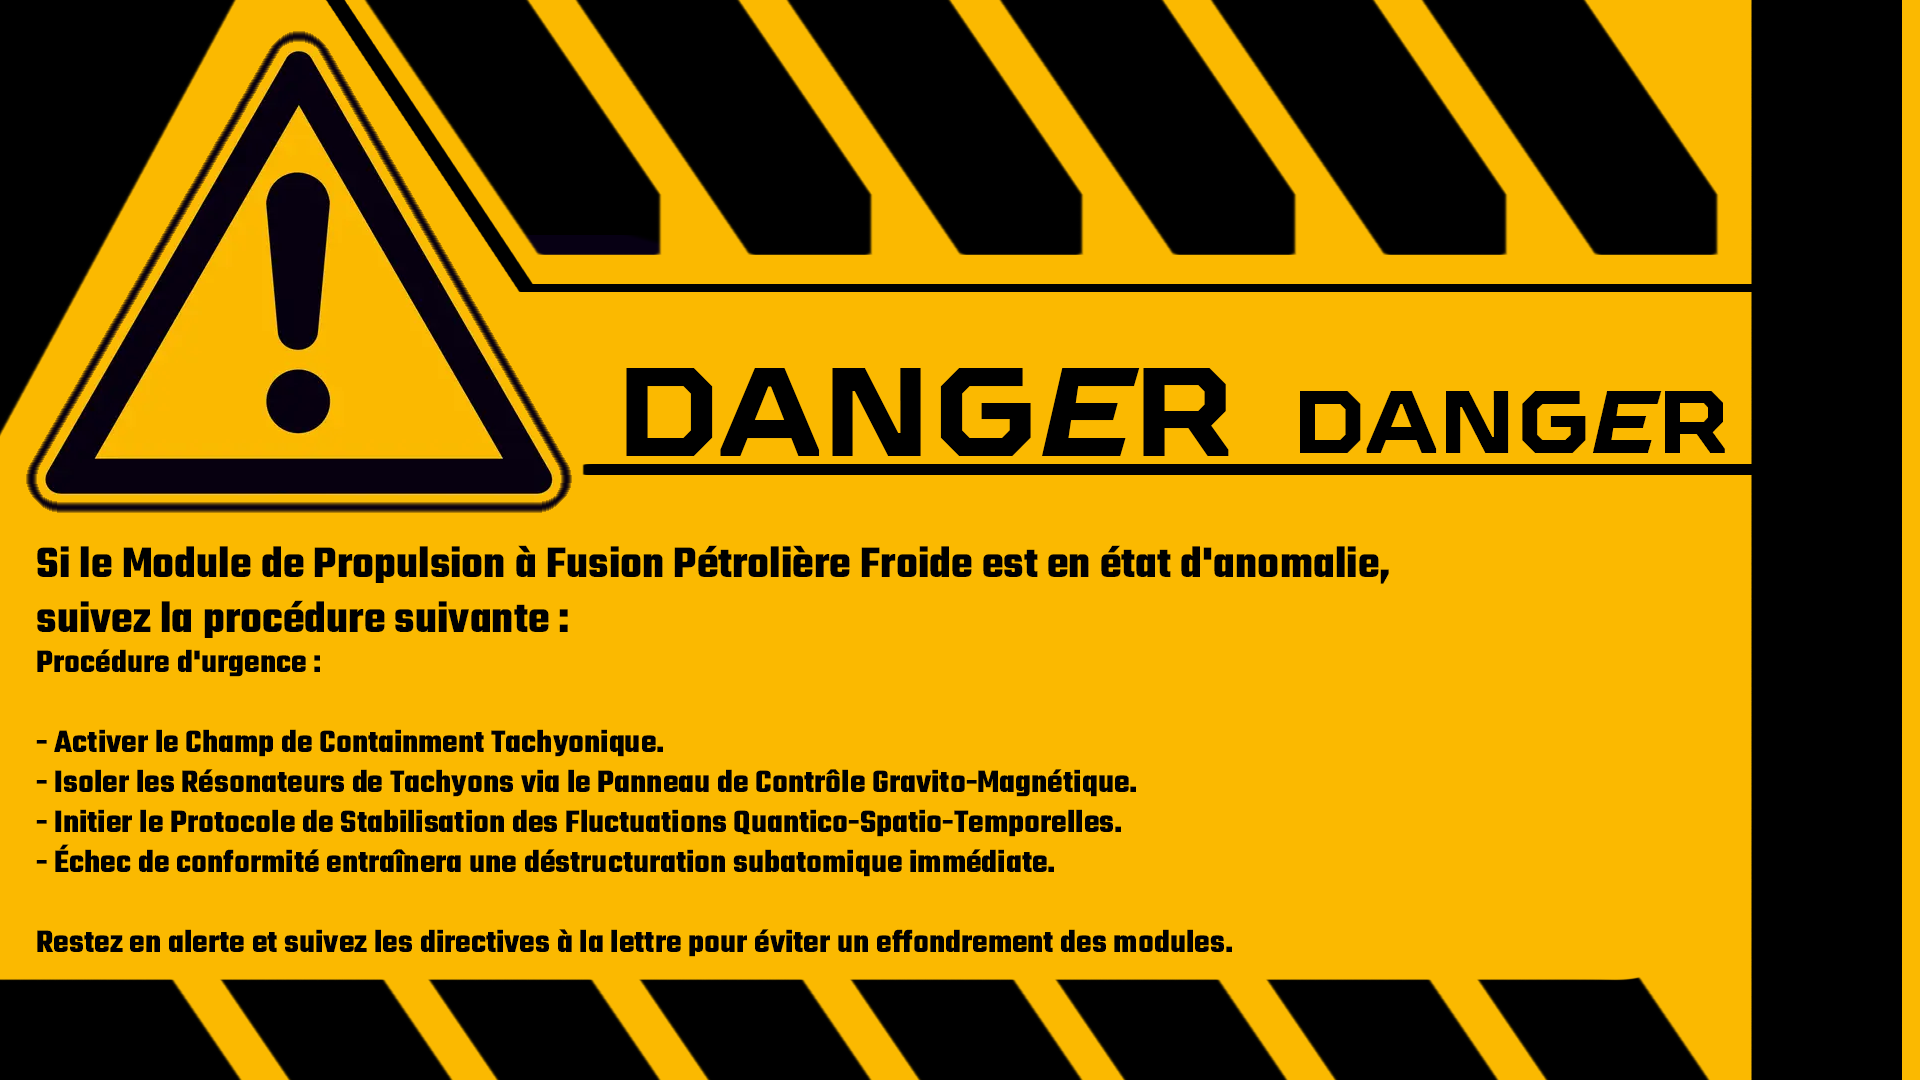 DANGER DANGER
Si le Module de Propulsion à Fusion Pétrolière Froide est en état d'anomalie,
suivez la procédure suivante :
Procédure d'urgence :
- Activer le Champ de Containment Tachyonique.
- Isoler les Résonateurs de Tachyons via le Panneau de Contrôle Gravito-Magnétique.
- Initier le Protocole de Stabilisation des Fluctuations Quantico-Spatio-Temporelles.
- Échec de conformité entraînera une déstructuration subatomique immédiate.
Restez en alerte et suivez les directives à la lettre pour éviter un effondrement des modules.